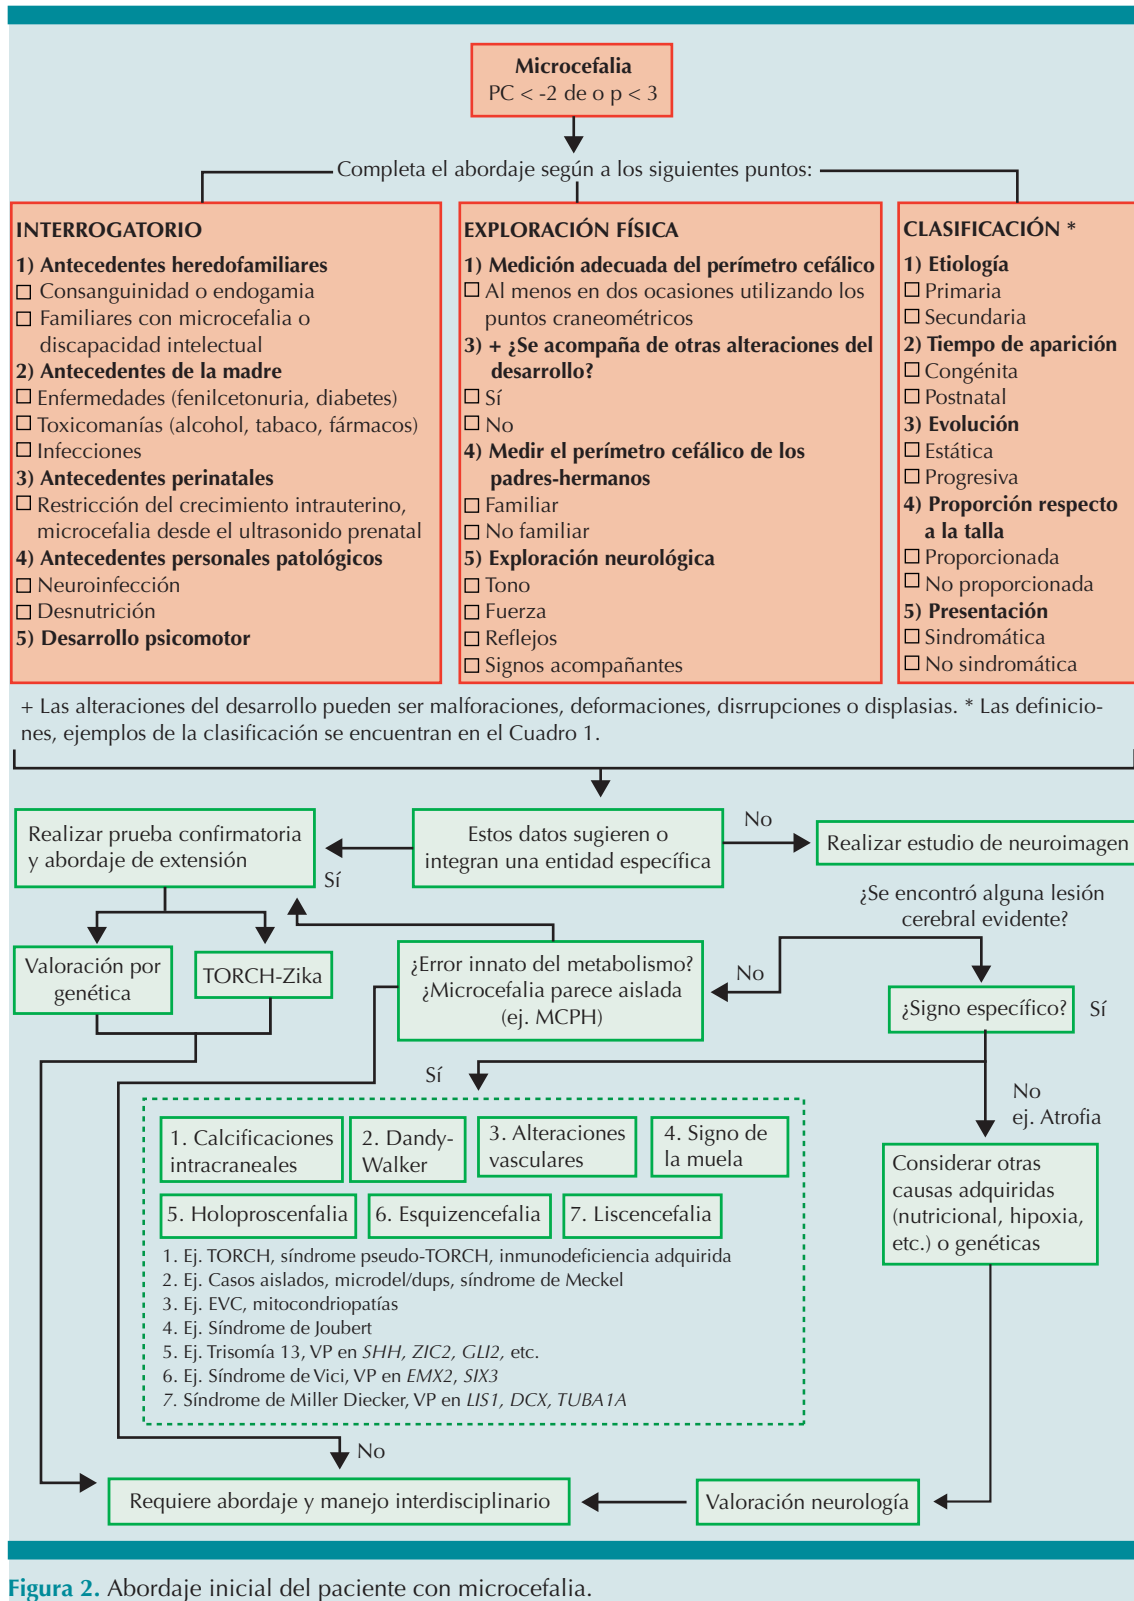 Microcefalia
PC < -2 de o p < 3
Completa el abordaje según a los siguientes puntos:
INTERROGATORIO
1) Antecedentes heredofamiliares
□ Consanguinidad o endogamia
□ Familiares con microcefalia o
discapacidad intelectual
2) Antecedentes de la madre
□ Enfermedades (fenilcetonuria, diabetes)
□ Toxicomanías (alcohol, tabaco, fármacos)
□ Infecciones
3) Antecedentes perinatales
□ Restricción del crecimiento intrauterino,
microcefalia desde el ultrasonido prenatal
4) Antecedentes personales patológicos
□ Neuroinfección
□ Desnutrición
5) Desarrollo psicomotor
EXPLORACIÓN FÍSICA
1) Medición adecuada del perímetro cefálico
□ Al menos en dos ocasiones utilizando los
puntos craneométricos
3) + ¿Se acompaña de otras alteraciones del
desarrollo?
□ Sí
□ No
4) Medir el perímetro cefálico de los
padres-hermanos
□ Familiar
□ No familiar
5) Exploración neurológica
□ Tono
□ Fuerza
□ Reflejos
□ Signos acompañantes
CLASIFICACIÓN *
1) Etiología
□ Primaria
□ Secundaria
2) Tiempo de aparición
□ Congénita
□ Postnatal
3) Evolución
□ Estática
□ Progresiva
4) Proporción respecto
a la talla
□ Proporcionada
□ No proporcionada
5) Presentación
□ Sindromática
□ No sindromática
+ Las alteraciones del desarrollo pueden ser malforaciones, deformaciones, disrrupciones o displasias. * Las definicio-
nes, ejemplos de la clasificación se encuentran en el Cuadro 1.
Realizar prueba confirmatoria
y abordaje de extensión
Sí
Estos datos sugieren o
integran una entidad específica
No
Realizar estudio de neuroimagen
¿Se encontró alguna lesión
cerebral evidente?
Valoración por
genética
TORCH-Zika
¿Error innato del metabolismo?
¿Microcefalia parece aislada
(ej. MCPH)
No
¿Signo específico?
Sí
Sí
No
ej. Atrofia
1. Calcificaciones
intracraneales
2. Dandy-
Walker
3. Alteraciones
vasculares
4. Signo de
la muela
5. Holoproscenfalia
6. Esquizencefalia
7. Liscencefalia
1. Ej. TORCH, síndrome pseudo-TORCH, inmunodeficiencia adquirida
2. Ej. Casos aislados, microdel/dups, síndrome de Meckel
3. Ej. EVC, mitocondriopatías
4. Ej. Síndrome de Joubert
5. Ej. Trisomía 13, VP en SHH, ZIC2, GLI2, etc.
6. Ej. Síndrome de Vici, VP en EMX2, SIX3
7. Síndrome de Miller Diecker, VP en LIS1, DCX, TUBA1A
Considerar otras
causas adquiridas
(nutricional, hipoxia,
etc.) o genéticas
No
Requiere abordaje y manejo interdisciplinario
Valoración neurología
Figura 2. Abordaje inicial del paciente con microcefalia.